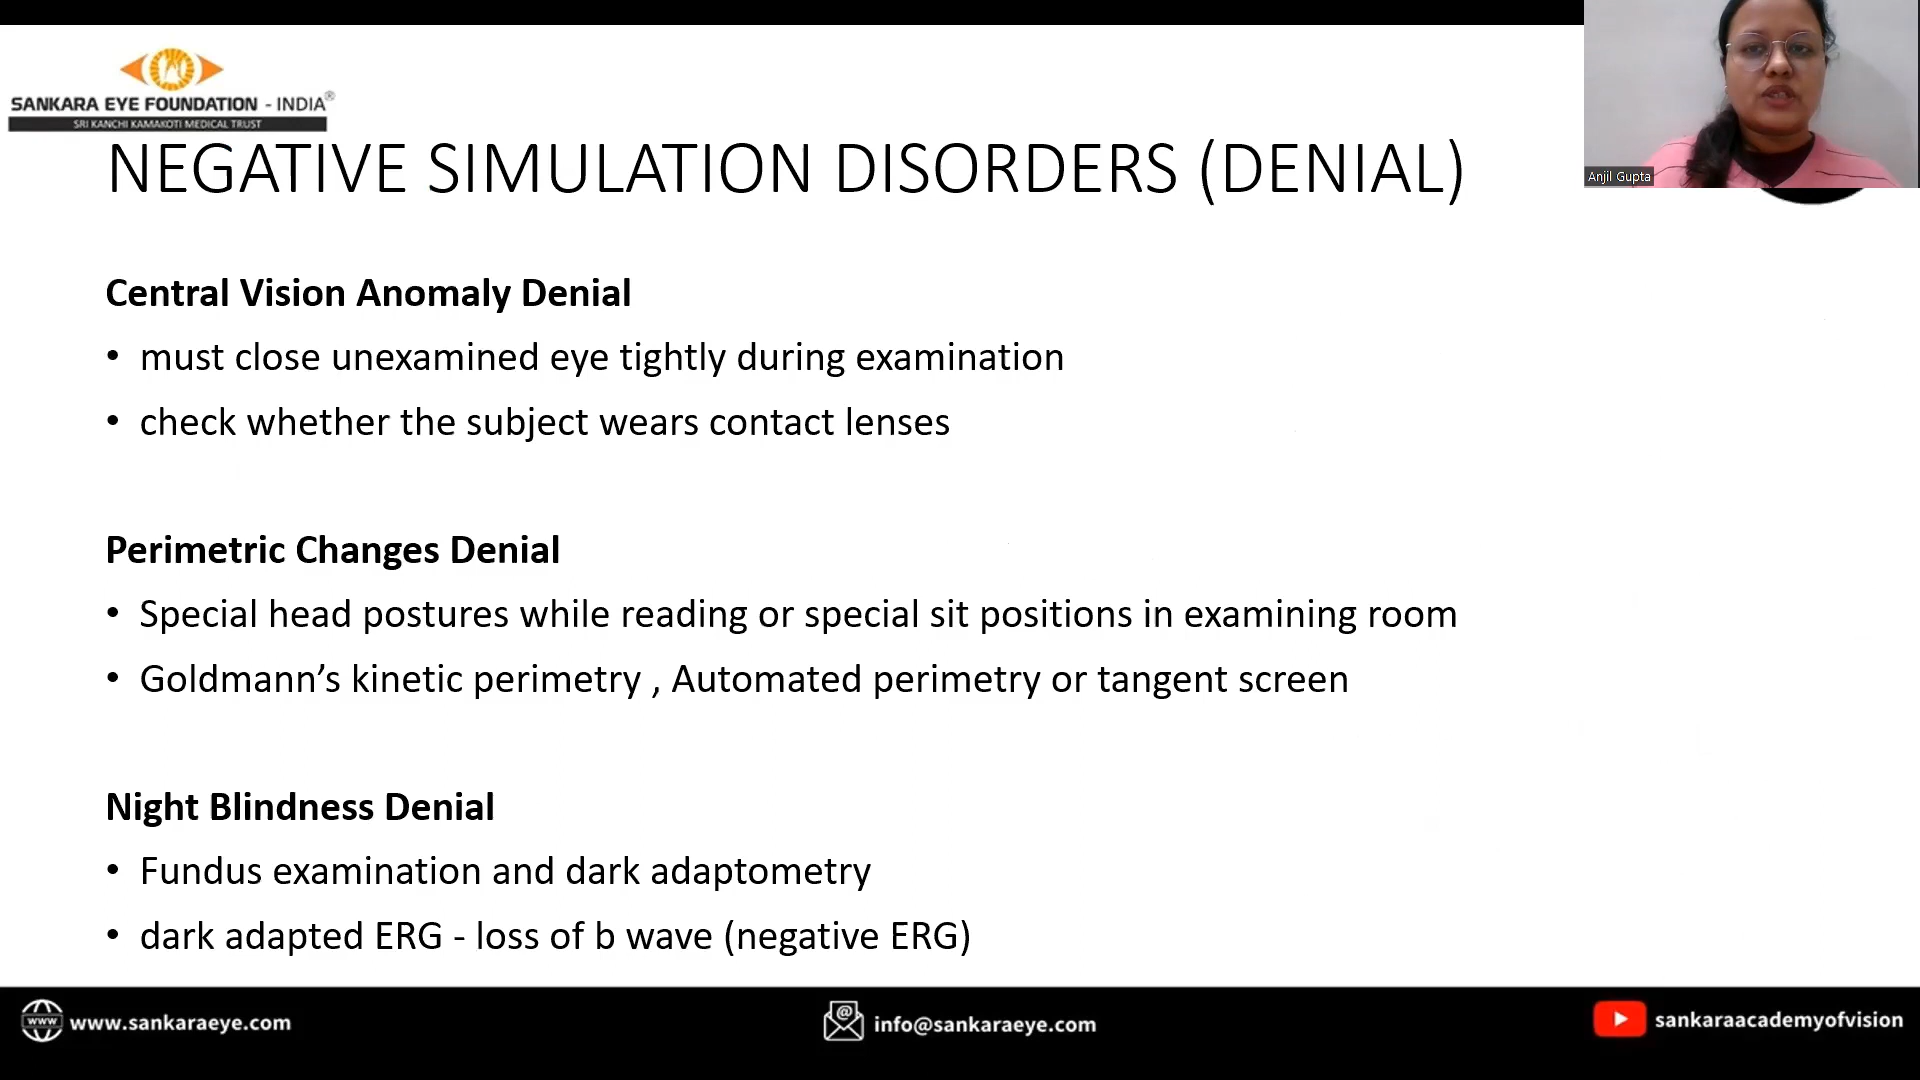 SANKARA EYE FOUNDATION - INDIA®
SRI KANCHI KAMAKOTI MEDICAL TRUST
NEGATIVE SIMULATION DISORDERS (DENIAL)
Anjil Gupta
Central Vision Anomaly Denial
• must close unexamined eye tightly during examination
• check whether the subject wears contact lenses
Perimetric Changes Denial
• Special head postures while reading or special sit positions in examining room
• Goldmann’s kinetic perimetry , Automated perimetry or tangent screen
Night Blindness Denial
• Fundus examination and dark adaptometry
• dark adapted ERG - loss of b wave (negative ERG)
www www.sankaraeye.com
@ info@sankaraeye.com
sankaraacademyofvision